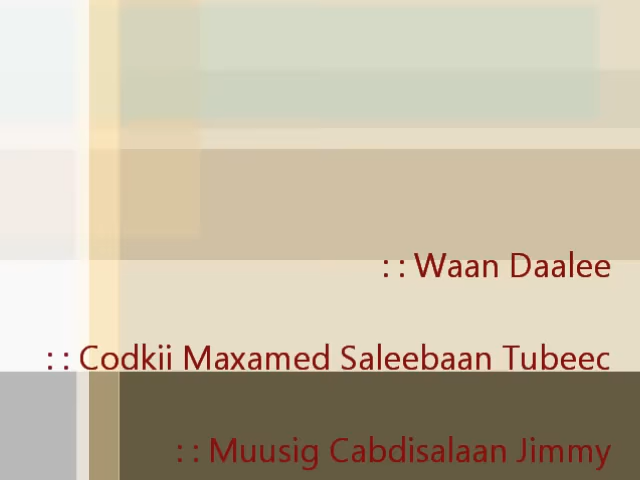 : : Waan Daalee
: : Codkii Maxamed Saleebaan Tubeec
: : Muusig Cabdisalaan Jimmy